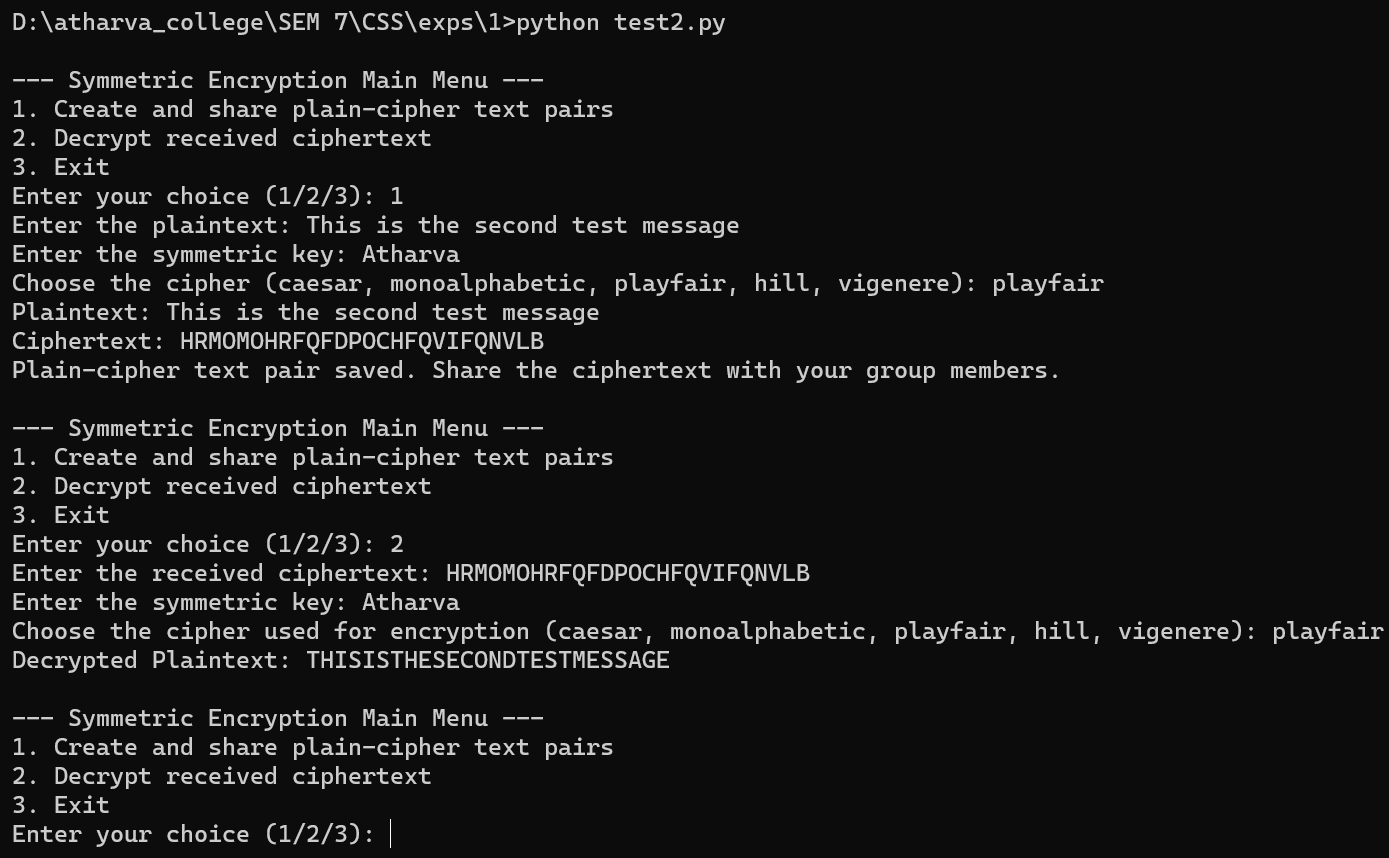 D:\atharva_college\SEM 7\CSS\exps\1>python test2.py

--- Symmetric Encryption Main Menu ---
1. Create and share plain-cipher text pairs
2. Decrypt received ciphertext
3. Exit
Enter your choice (1/2/3): 1
Enter the plaintext: This is the second test message
Enter the symmetric key: Atharva
Choose the cipher (caesar, monoalphabetic, playfair, hill, vigenere): playfair
Plaintext: This is the second test message
Ciphertext: HRMOMOHRFQFDPOCHFQVIFQNVLB
Plain-cipher text pair saved. Share the ciphertext with your group members.

--- Symmetric Encryption Main Menu ---
1. Create and share plain-cipher text pairs
2. Decrypt received ciphertext
3. Exit
Enter your choice (1/2/3): 2
Enter the received ciphertext: HRMOMOHRFQFDPOCHFQVIFQNVLB
Enter the symmetric key: Atharva
Choose the cipher used for encryption (caesar, monoalphabetic, playfair, hill, vigenere): playfair
Decrypted Plaintext: THISISTHESECONDTESTMESSAGE

--- Symmetric Encryption Main Menu ---
1. Create and share plain-cipher text pairs
2. Decrypt received ciphertext
3. Exit
Enter your choice (1/2/3):